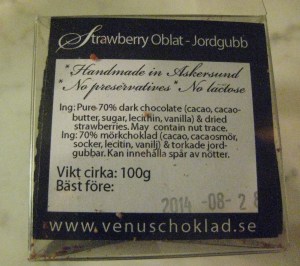 Strawberry Oblat - Jordgubb
*Handmade in Askersund
*No preservatives *No lactose
Ing: Pure 70% dark chocolate (cacao, cacao-
butter, sugar, lecithin, vanilla) & dried
strawberries. May contain nut trace.
Ing: 70% mörkchoklad (cacao, cacaosmör,
socker, lecitin, vanilj) & torkade jord-
gubbar. Kan innehålla spår av nötter.
Vikt cirka: 100g
Bäst före:
2014 -08- 28
www.venuschoklad.se